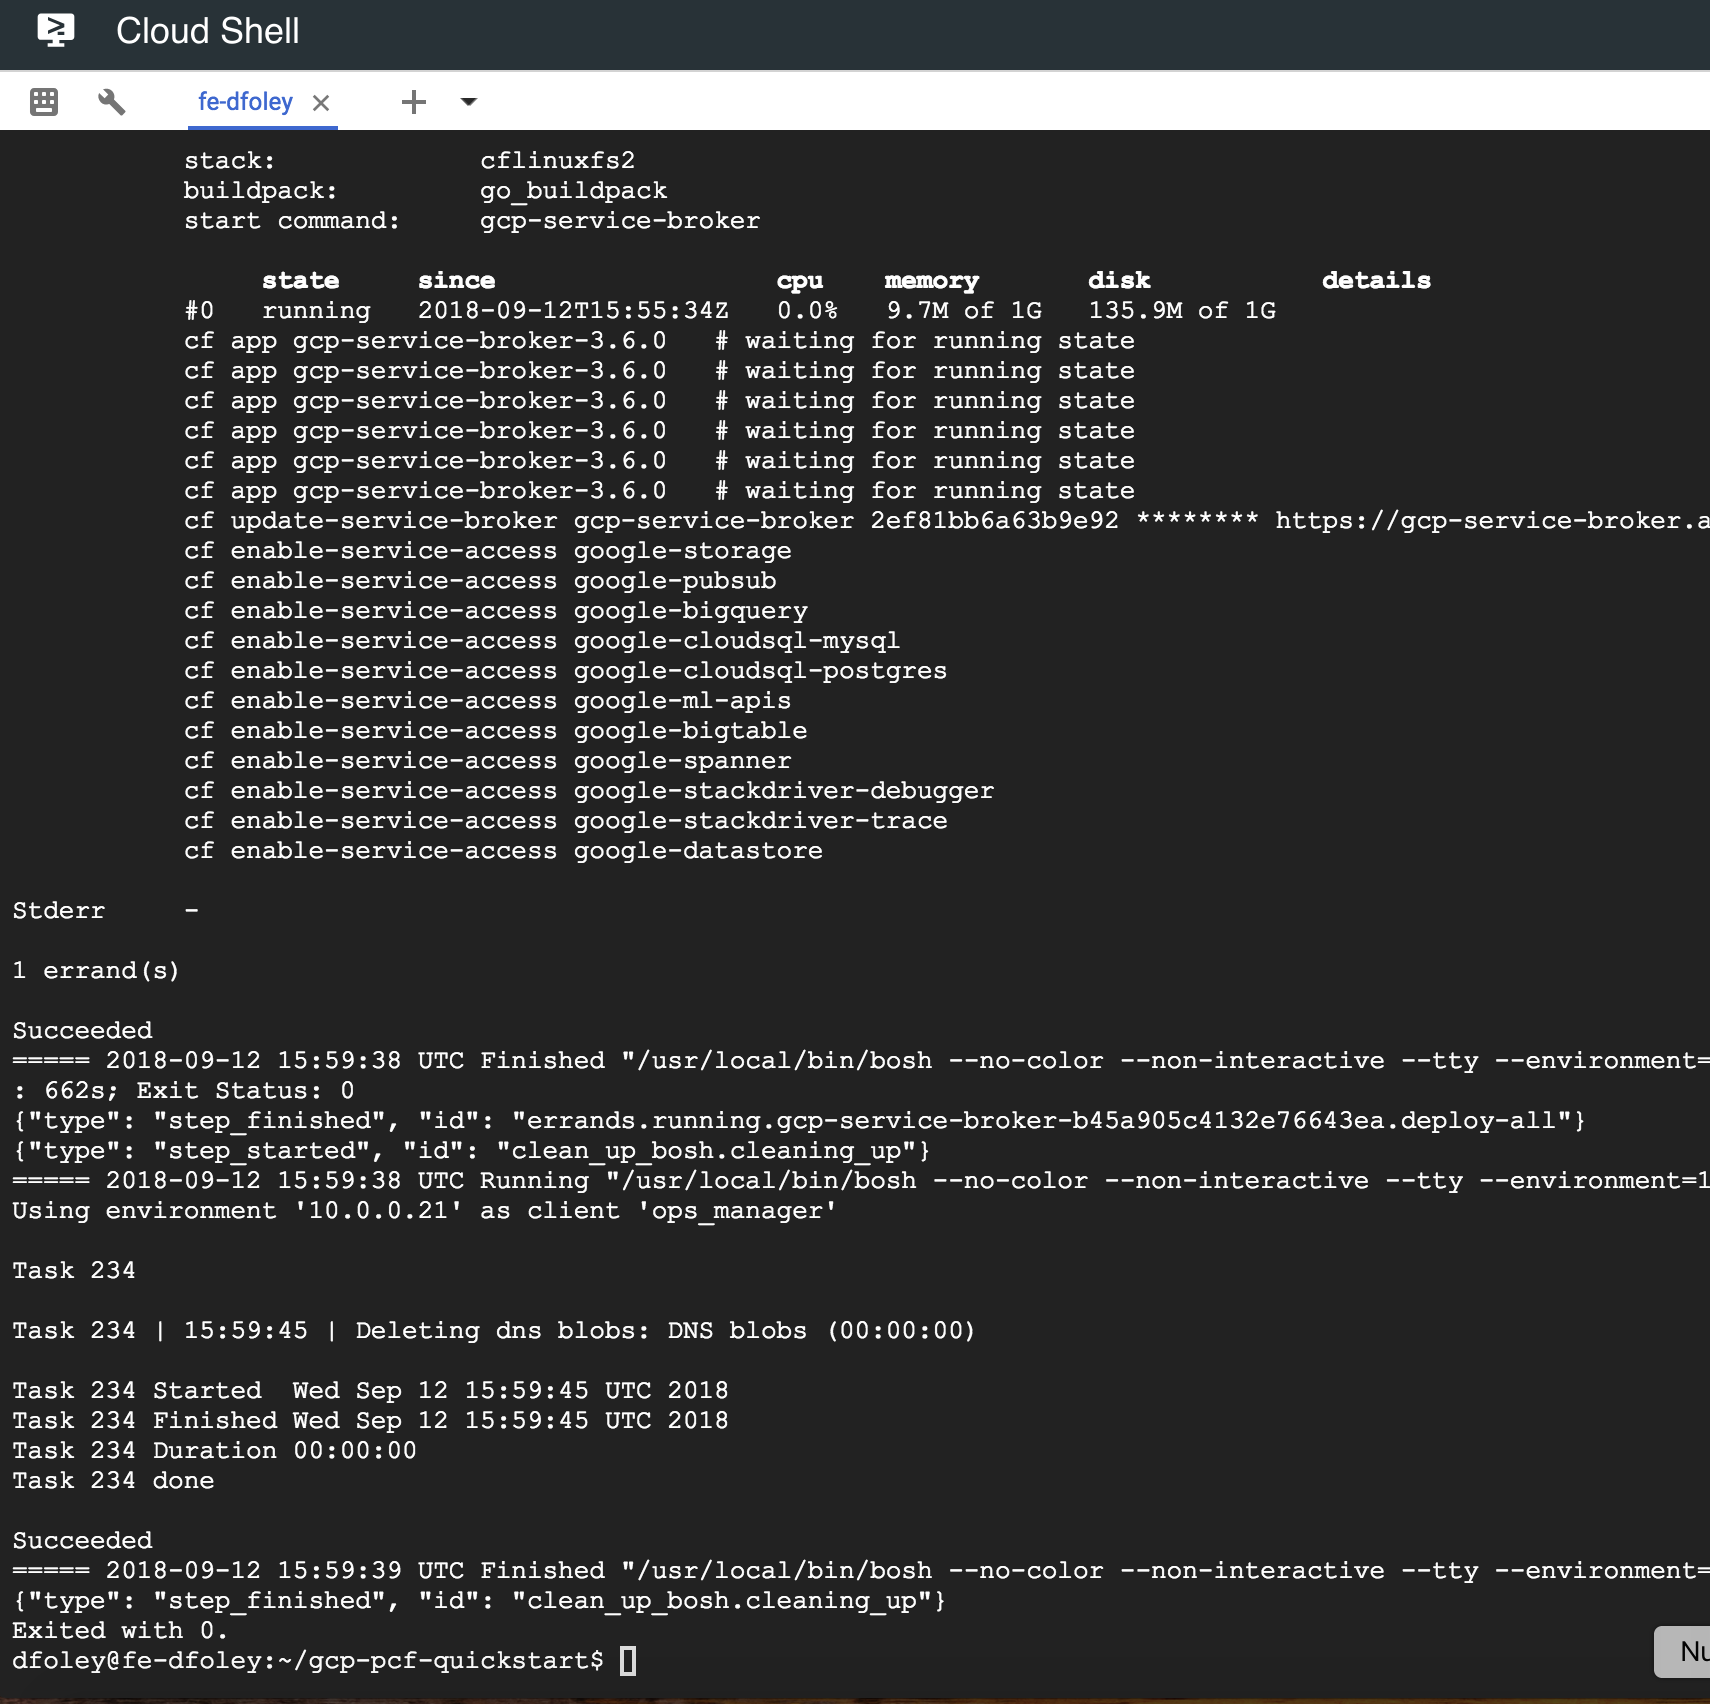 Cloud Shell
fe-dfoley
stack: cflinuxfs2
buildpack: go_buildpack
start command: gcp-service-broker
state since cpu memory disk details
#0 running 2018-09-12T15:55:34Z 0.0% 9.7M of 1G 135.9M of 1G
cf app gcp-service-broker-3.6.0 # waiting for running state
cf app gcp-service-broker-3.6.0 # waiting for running state
cf app gcp-service-broker-3.6.0 # waiting for running state
cf app gcp-service-broker-3.6.0 # waiting for running state
cf app gcp-service-broker-3.6.0 # waiting for running state
cf app gcp-service-broker-3.6.0 # waiting for running state
cf update-service-broker gcp-service-broker 2ef81bb6a63b9e92 ******** https://gcp-service-broker.a
cf enable-service-access google-storage
cf enable-service-access google-pubsub
cf enable-service-access google-bigquery
cf enable-service-access google-cloudsql-mysql
cf enable-service-access google-cloudsql-postgres
cf enable-service-access google-ml-apis
cf enable-service-access google-bigtable
cf enable-service-access google-spanner
cf enable-service-access google-stackdriver-debugger
cf enable-service-access google-stackdriver-trace
cf enable-service-access google-datastore
Stderr -
1 errand(s)
Succeeded
===== 2018-09-12 15:59:38 UTC Finished "/usr/local/bin/bosh --no-color --non-interactive --tty --environment=
: 662s; Exit Status: 0
{"type": "step_finished", "id": "errands.running.gcp-service-broker-b45a905c4132e76643ea.deploy-all"}
{"type": "step_started", "id": "clean_up_bosh.cleaning_up"}
===== 2018-09-12 15:59:38 UTC Running "/usr/local/bin/bosh --no-color --non-interactive --tty --environment=1
Using environment '10.0.0.21' as client 'ops_manager'
Task 234
Task 234 | 15:59:45 | Deleting dns blobs: DNS blobs (00:00:00)
Task 234 Started  Wed Sep 12 15:59:45 UTC 2018
Task 234 Finished Wed Sep 12 15:59:45 UTC 2018
Task 234 Duration 00:00:00
Task 234 done
Succeeded
===== 2018-09-12 15:59:39 UTC Finished "/usr/local/bin/bosh --no-color --non-interactive --tty --environment=
{"type": "step_finished", "id": "clean_up_bosh.cleaning_up"}
Exited with 0.
dfoley@fe-dfoley:~/gcp-pcf-quickstart$